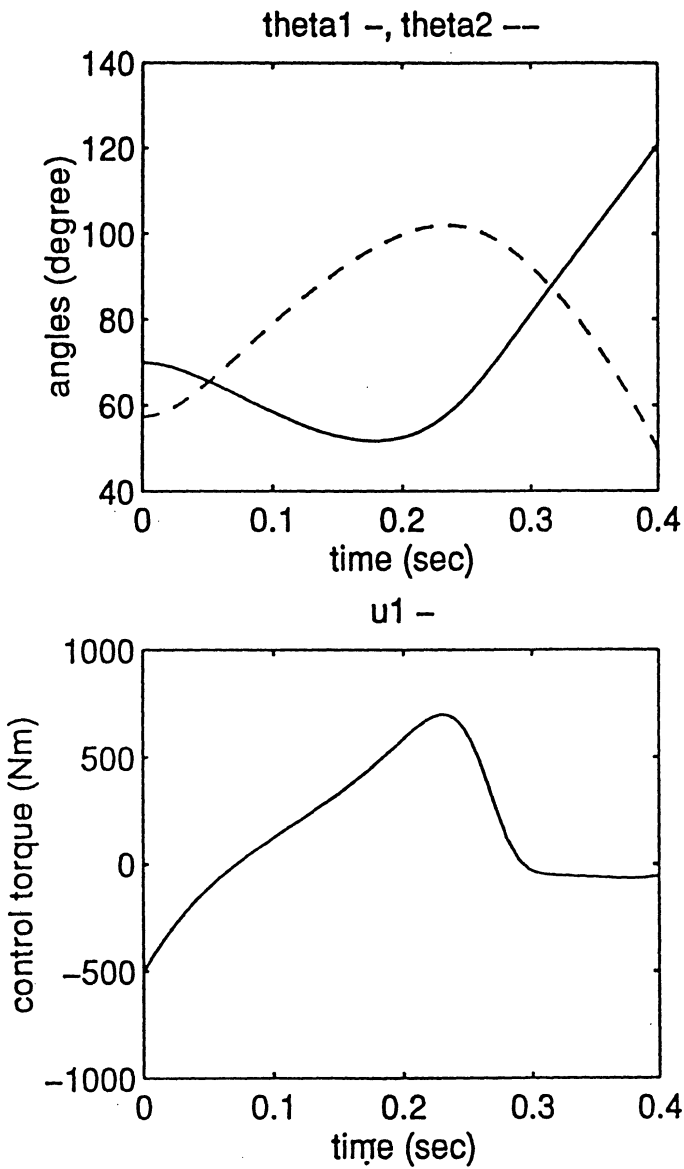 theta1 –, theta2 – –
140
120
100
80
60
40
angles (degree)
0 0.1 0.2 0.3 0.4
time (sec)
u1 –
1000
500
0
–500
–1000
control torque (Nm)
0 0.1 0.2 0.3 0.4
time (sec)